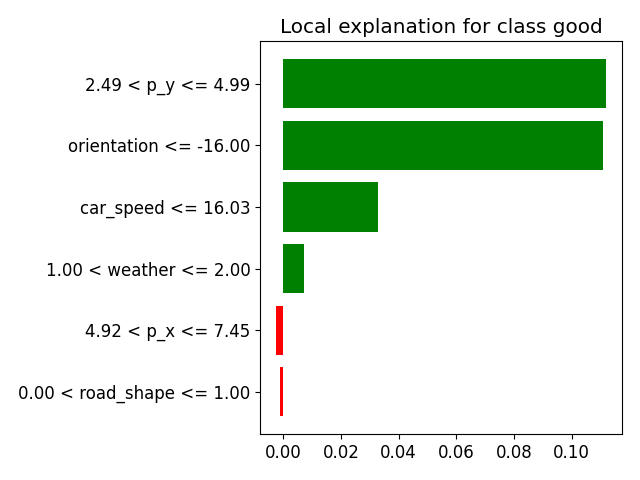 Local explanation for class good
2.49 < p_y <= 4.99
orientation <= -16.00
car_speed <= 16.03
1.00 < weather <= 2.00
4.92 < p_x <= 7.45
0.00 < road_shape <= 1.00
0.00 0.02 0.04 0.06 0.08 0.10